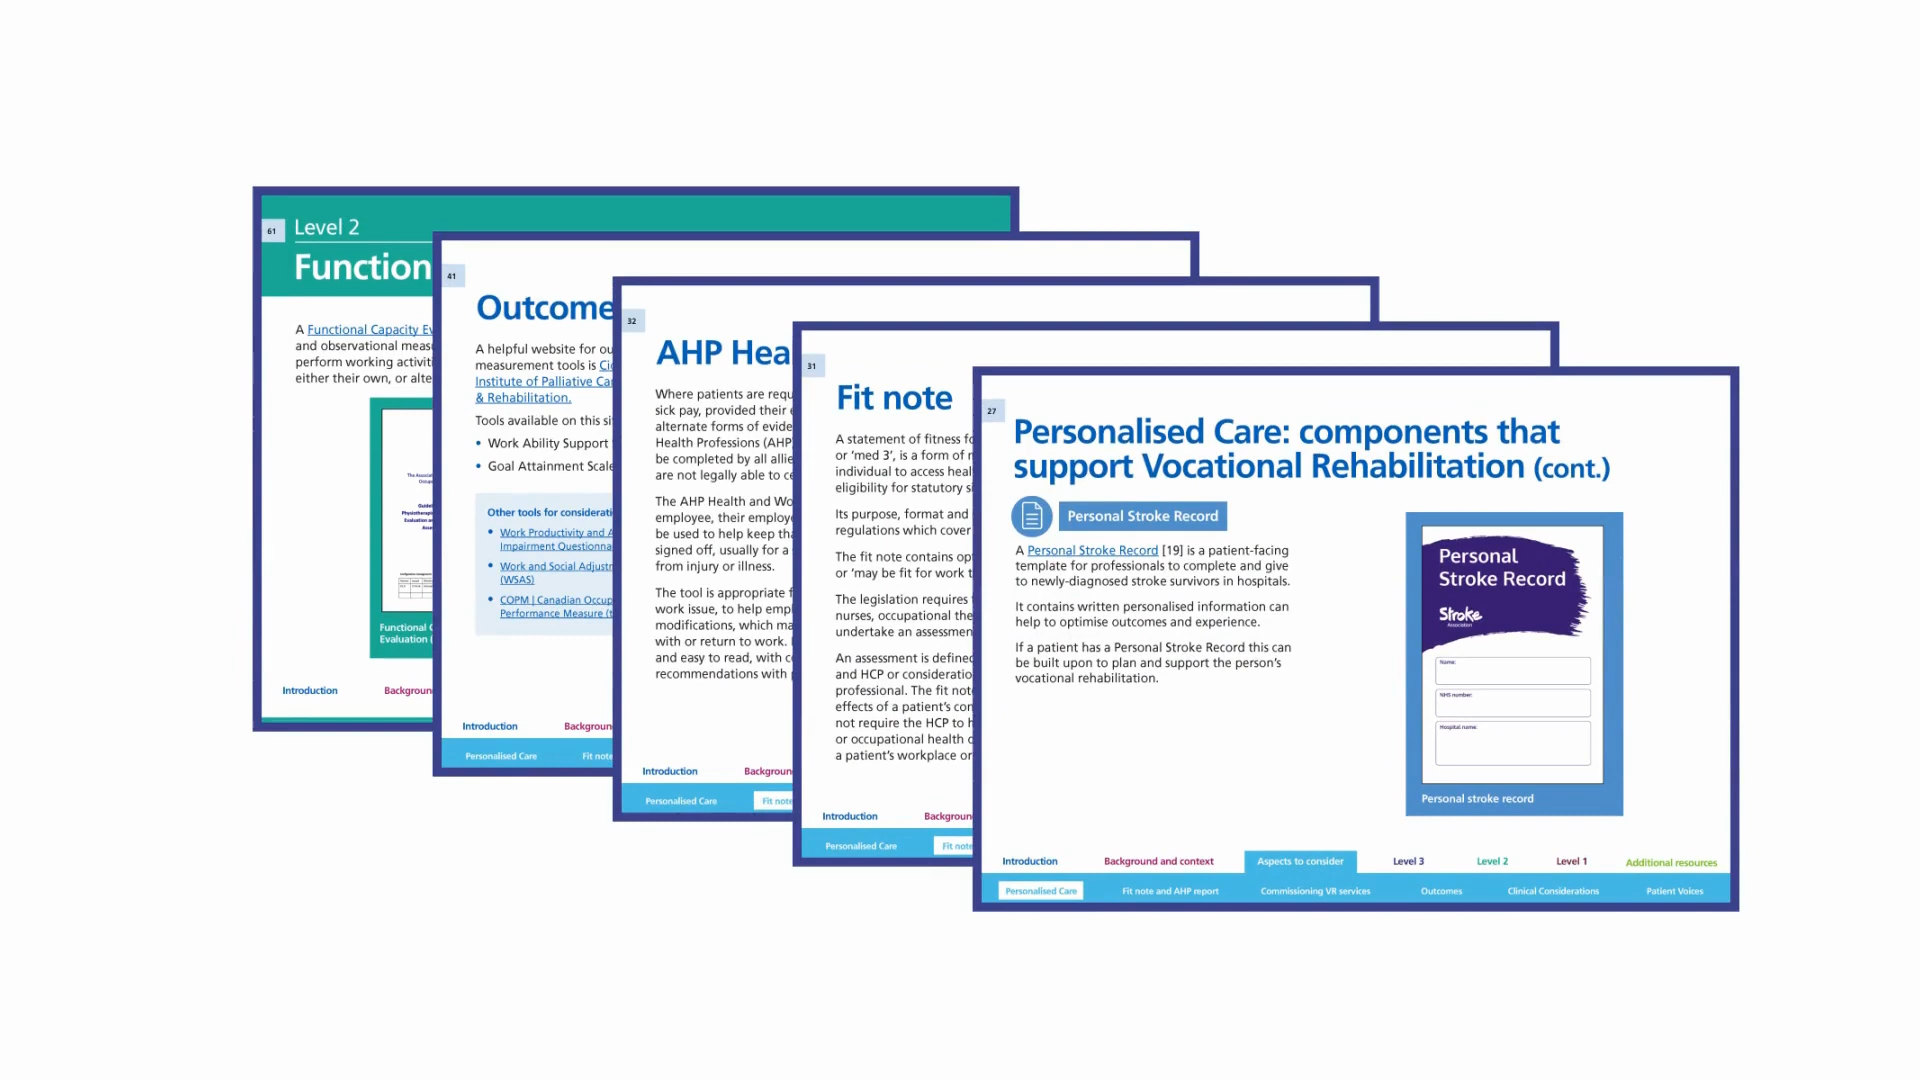 61
Level 2
Function
A Functional Capacity Ev
and observational meas
perform working activiti
either their own, or alte
Functional C
Evaluation (
Introduction Backgroun
41
Outcome
A helpful website for ou
measurement tools is Ci
Institute of Palliative Car
& Rehabilitation.
Tools available on this si
• Work Ability Support
• Goal Attainment Scale
Other tools for considerati
• Work Productivity and A
Impairment Questionna
• Work and Social Adjustm
(WSAS)
• COPM | Canadian Occup
Performance Measure (t
Introduction Backgroun
Personalised Care Fit note
32
AHP Hea
Where patients are requ
sick pay, provided their e
alternate forms of evide
Health Professions (AHP
be completed by all allie
are not legally able to ce
The AHP Health and Wo
employee, their employe
be used to help keep tha
signed off, usually for a
from injury or illness.
The tool is appropriate f
work issue, to help empl
modifications, which ma
with or return to work.
and easy to read, with co
recommendations with p
Introduction Backgroun
Personalised Care Fit note
31
Fit note
A statement of fitness fo
or ‘med 3’, is a form of m
individual to access heal
eligibility for statutory si
Its purpose, format and
regulations which cover
The fit note contains opt
or ‘may be fit for work t
The legislation requires
nurses, occupational the
undertake an assessmen
An assessment is defined
and HCP or consideratio
professional. The fit note
effects of a patient’s con
not require the HCP to h
or occupational health o
a patient’s workplace or
Introduction Backgroun
Personalised Care Fit note
27
Personalised Care: components that
support Vocational Rehabilitation (cont.)
Personal Stroke Record
A Personal Stroke Record [19] is a patient-facing
template for professionals to complete and give
to newly-diagnosed stroke survivors in hospitals.
It contains written personalised information can
help to optimise outcomes and experience.
If a patient has a Personal Stroke Record this can
be built upon to plan and support the person’s
vocational rehabilitation.
Personal
Stroke Record
Stroke
Association
Name:
NHS number:
Hospital name:
Personal stroke record
Introduction Background and context Aspects to consider Level 3 Level 2 Level 1 Additional resources
Personalised Care Fit note and AHP report Commissioning VR services Outcomes Clinical Considerations Patient Voices